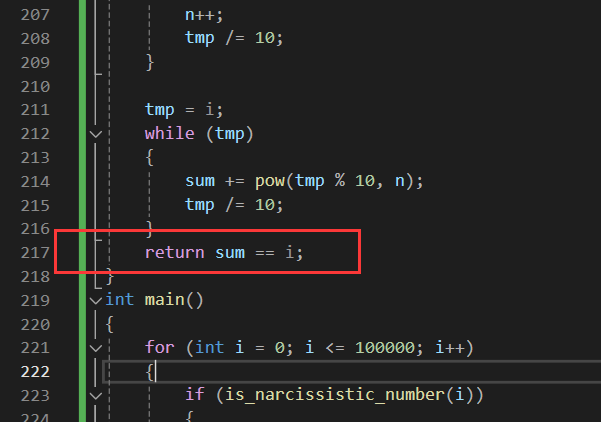 207 n++;
208 tmp /= 10;
209 }
210
211 tmp = i;
212 while (tmp)
213 {
214 sum += pow(tmp % 10, n);
215 tmp /= 10;
216 }
217 return sum == i;
218 }
219 int main()
220 {
221 for (int i = 0; i <= 100000; i++)
222 {
223 if (is_narcissistic_number(i))
224 {